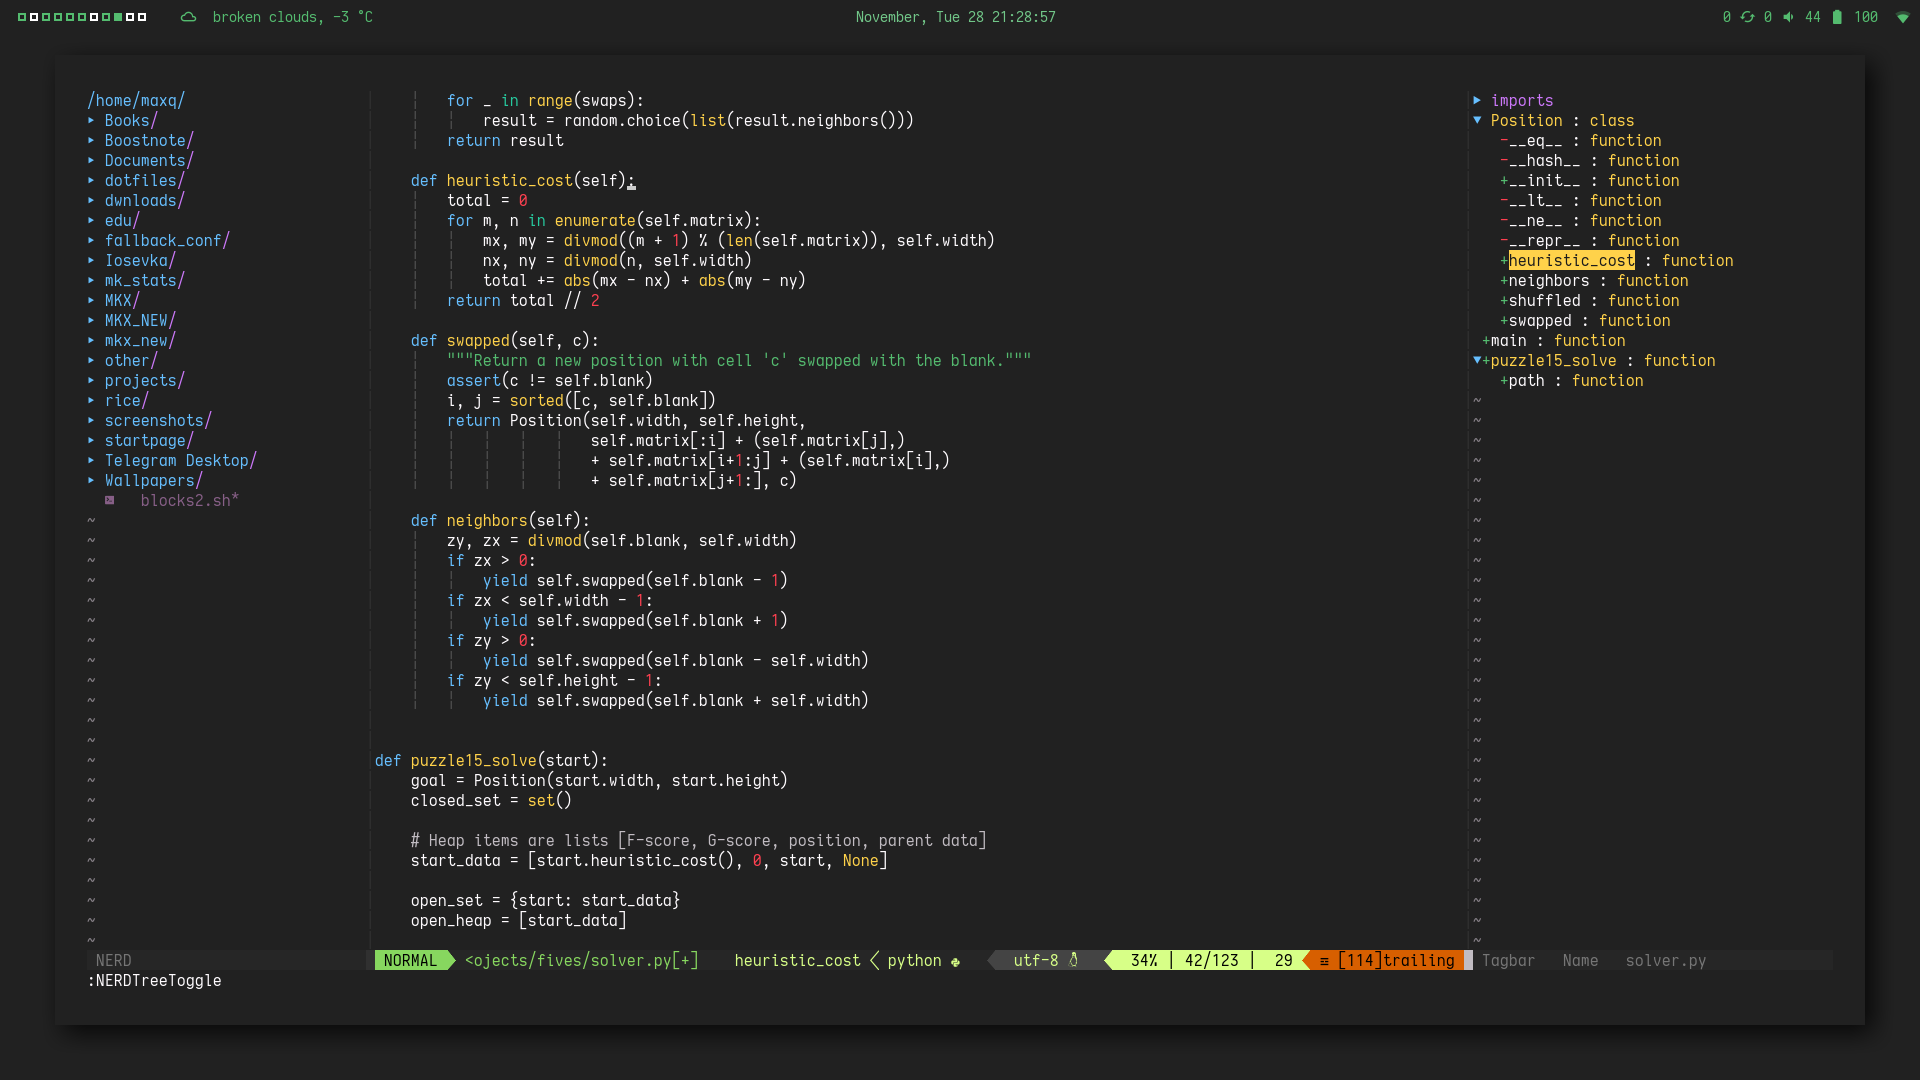 broken clouds, -3 °C
November, Tue 28 21:28:57
0 0 44 100
/home/maxq/
▸ Books/
▸ Boostnote/
▸ Documents/
▸ dotfiles/
▸ dwnloads/
▸ edu/
▸ fallback_conf/
▸ Iosevka/
▸ mk_stats/
▸ MKX/
▸ MKX_NEW/
▸ mkx_new/
▸ other/
▸ projects/
▸ rice/
▸ screenshots/
▸ startpage/
▸ Telegram Desktop/
▸ Wallpapers/
blocks2.sh*
for _ in range(swaps):
result = random.choice(list(result.neighbors()))
return result
def heuristic_cost(self):
total = 0
for m, n in enumerate(self.matrix):
mx, my = divmod((m + 1) % (len(self.matrix)), self.width)
nx, ny = divmod(n, self.width)
total += abs(mx - nx) + abs(my - ny)
return total // 2
def swapped(self, c):
"""Return a new position with cell 'c' swapped with the blank."""
assert(c != self.blank)
i, j = sorted([c, self.blank])
return Position(self.width, self.height,
self.matrix[:i] + (self.matrix[j],)
+ self.matrix[i+1:j] + (self.matrix[i],)
+ self.matrix[j+1:], c)
def neighbors(self):
zy, zx = divmod(self.blank, self.width)
if zx > 0:
yield self.swapped(self.blank - 1)
if zx < self.width - 1:
yield self.swapped(self.blank + 1)
if zy > 0:
yield self.swapped(self.blank - self.width)
if zy < self.height - 1:
yield self.swapped(self.blank + self.width)
def puzzle15_solve(start):
goal = Position(start.width, start.height)
closed_set = set()
# Heap items are lists [F-score, G-score, position, parent data]
start_data = [start.heuristic_cost(), 0, start, None]
open_set = {start: start_data}
open_heap = [start_data]
▸ imports
▼ Position : class
-__eq__ : function
-__hash__ : function
+__init__ : function
-__lt__ : function
-__ne__ : function
-__repr__ : function
+heuristic_cost : function
+neighbors : function
+shuffled : function
+swapped : function
+main : function
▼+puzzle15_solve : function
+path : function
NERD
NORMAL <ojects/fives/solver.py[+] heuristic_cost < python utf-8 34% | 42/123 | 29 ☲ [114]trailing
Tagbar Name solver.py
:NERDTreeToggle